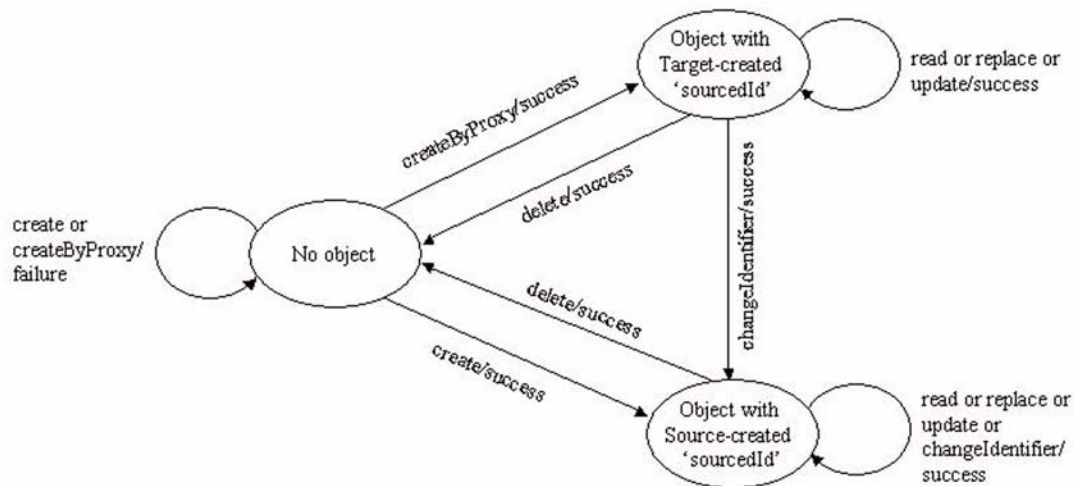 Object with
Target-created
‘sourcedId’
read or replace or
update/success
createByProxy/success
delete/success
changeIdentifier/success
create or
createByProxy/
failure
No object
delete/success
create/success
Object with
Source-created
‘sourcedId’
read or replace or
update or
changeIdentifier/
success